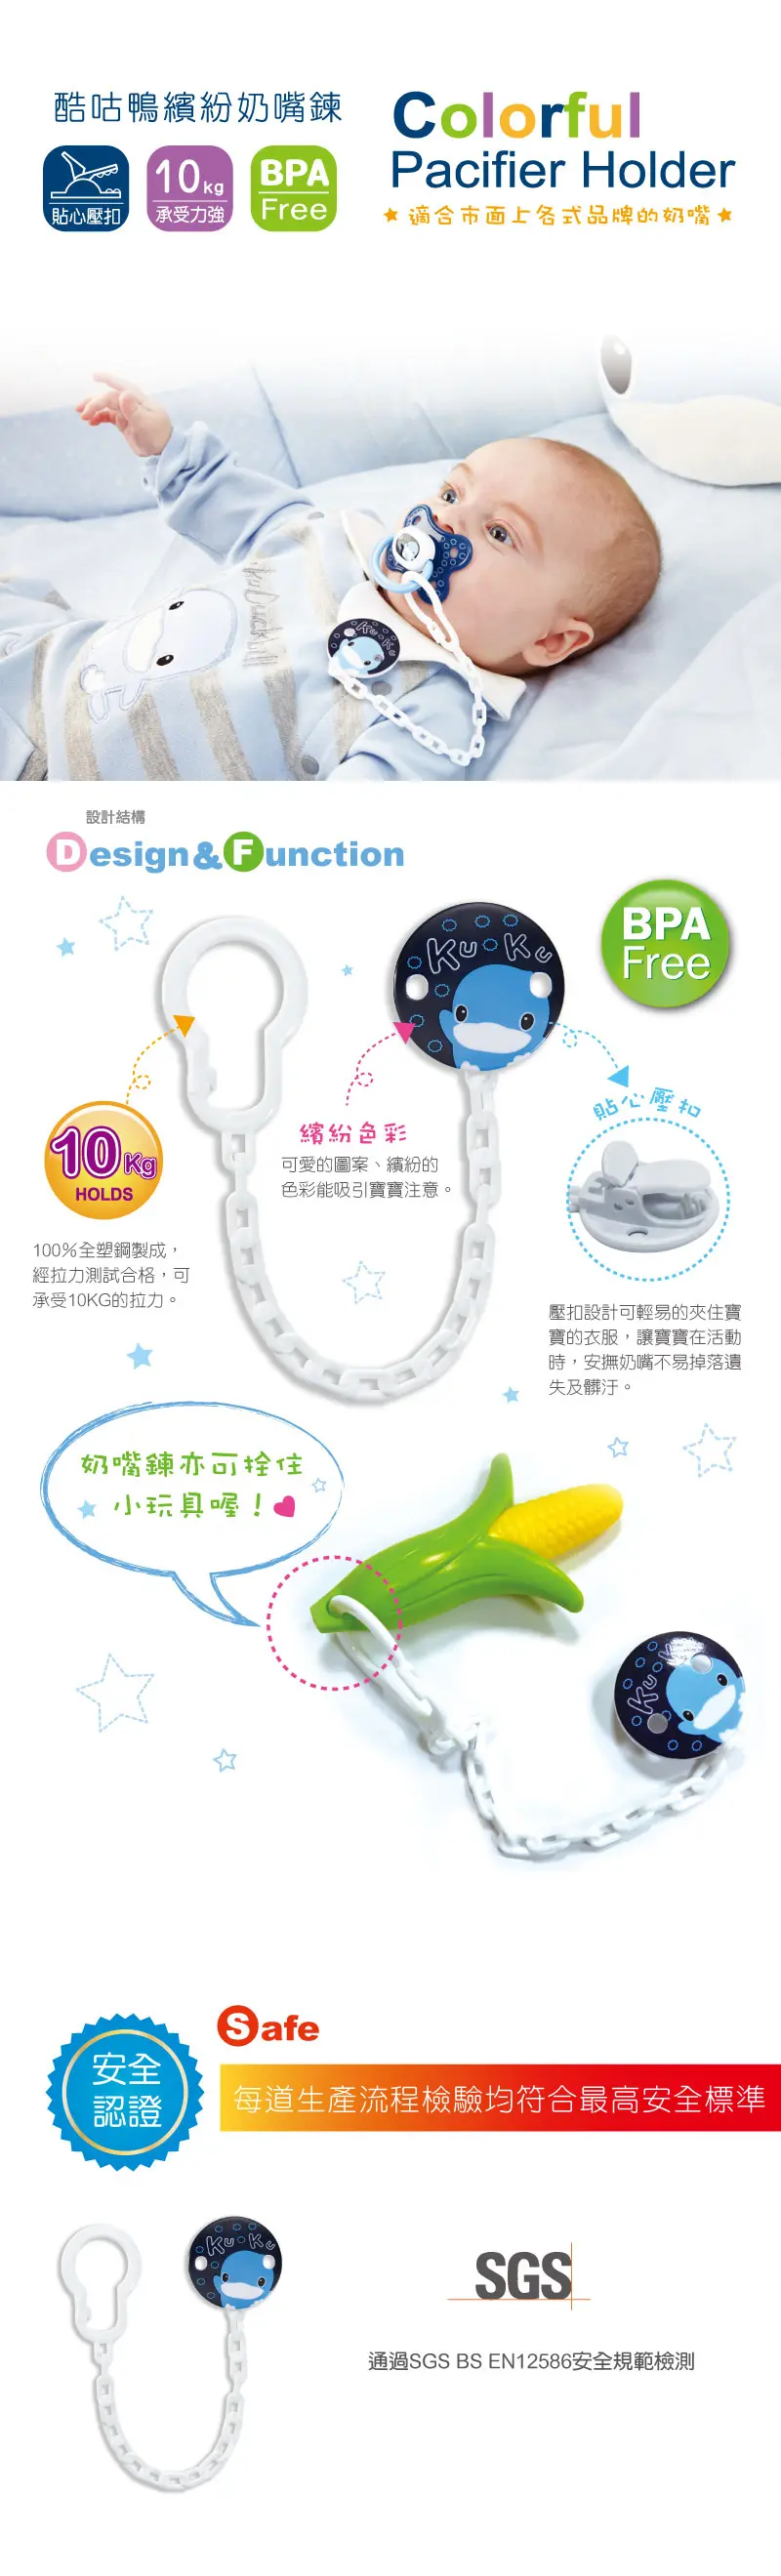 酷咕鴨繽紛奶嘴鍊
Colorful
Pacifier Holder
貼心壓扣
10kg
承受力強
BPA
Free
適合市面上各式品牌的奶嘴
KuKu
KuDuckbill
設計結構
Design&Function
KuKu
BPA
Free
10Kg
HOLDS
100%全塑鋼製成，
經拉力測試合格，可
承受10KG的拉力。
繽紛色彩
可愛的圖案、繽紛的
色彩能吸引寶寶注意。
貼心壓扣
壓扣設計可輕易的夾住寶
寶的衣服，讓寶寶在活動
時，安撫奶嘴不易掉落遺
失及髒汙。
奶嘴鍊亦可拴住
小玩具喔！
KuKu
安全
認證
Safe
每道生產流程檢驗均符合最高安全標準
KuKu
SGS
通過SGS BS EN12586安全規範檢測